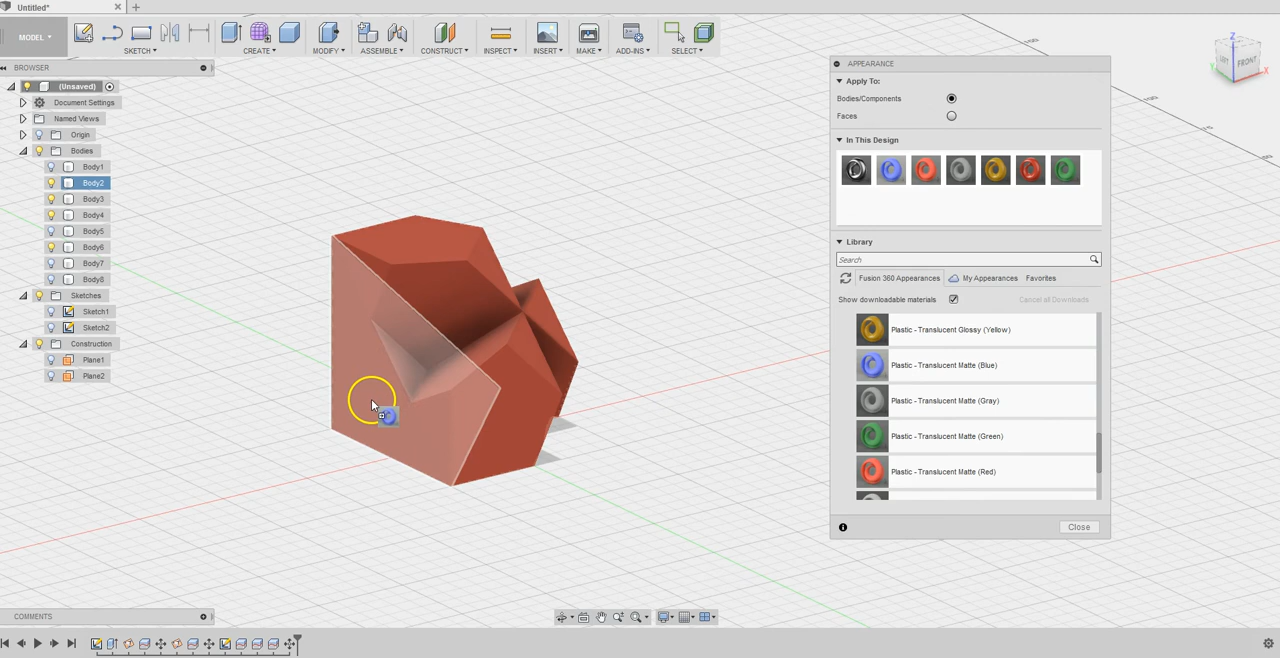 Untitled*
MODEL
SKETCH
CREATE
MODIFY
ASSEMBLE
CONSTRUCT
INSPECT
INSERT
MAKE
ADD-INS
SELECT
BROWSER
(Unsaved)
Document Settings
Named Views
Origin
Bodies
Body1
Body2
Body3
Body4
Body5
Body6
Body7
Body8
Sketches
Sketch1
Sketch2
Construction
Plane1
Plane2
Z
LEFT FRONT
X
APPEARANCE
Apply To:
Bodies/Components
Faces
In This Design
Library
Search
Fusion 360 Appearances My Appearances Favorites
Show downloadable materials Cancel all Downloads
Plastic - Translucent Glossy (Yellow)
Plastic - Translucent Matte (Blue)
Plastic - Translucent Matte (Gray)
Plastic - Translucent Matte (Green)
Plastic - Translucent Matte (Red)
Close
COMMENTS